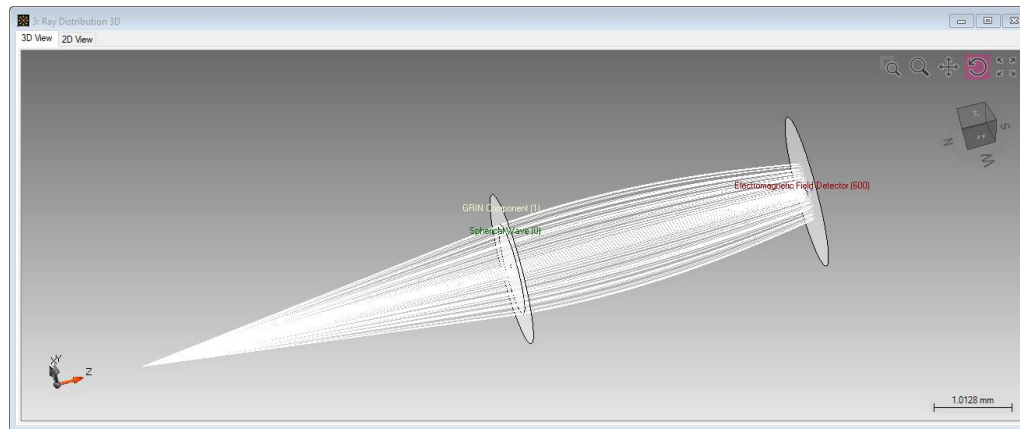 3: Ray Distribution 3D
3D View 2D View
GRIN Component (1)
Spherical Wave (0)
Electromagnetic Field Detector (600)
N
W
S
X Y
Z
1.0128 mm